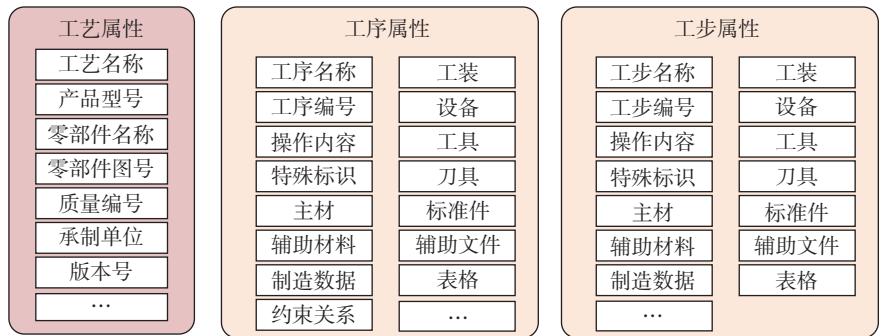 工艺属性
工艺名称
产品型号
零部件名称
零部件图号
质量编号
承制单位
版本号
…
工序属性
工序名称
工序编号
操作内容
特殊标识
主材
辅助材料
制造数据
约束关系
工装
设备
工具
刀具
标准件
辅助文件
表格
…
工步属性
工步名称
工步编号
操作内容
特殊标识
主材
辅助材料
制造数据
…
工装
设备
工具
刀具
标准件
辅助文件
表格